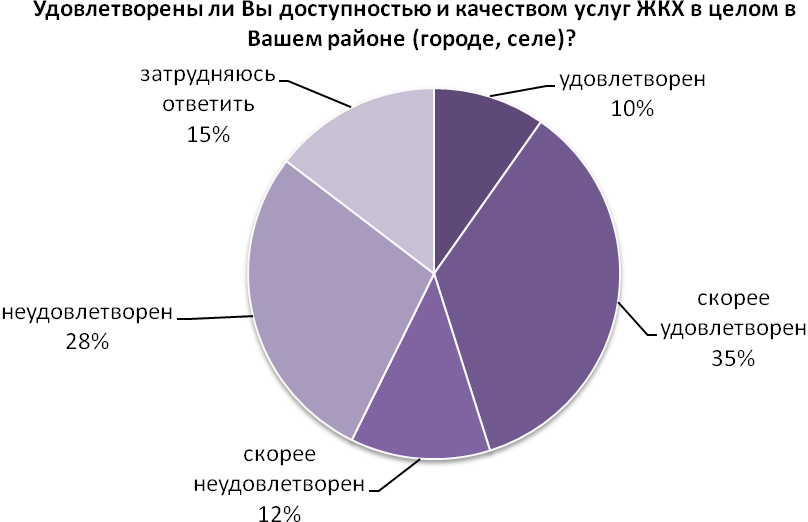 Удовлетворены ли Вы доступностью и качеством услуг ЖКХ в целом в
Вашем районе (городе, селе)?
затрудняюсь
ответить
15%
удовлетворен
10%
скорее
удовлетворен
35%
неудовлетворен
28%
скорее
неудовлетворен
12%